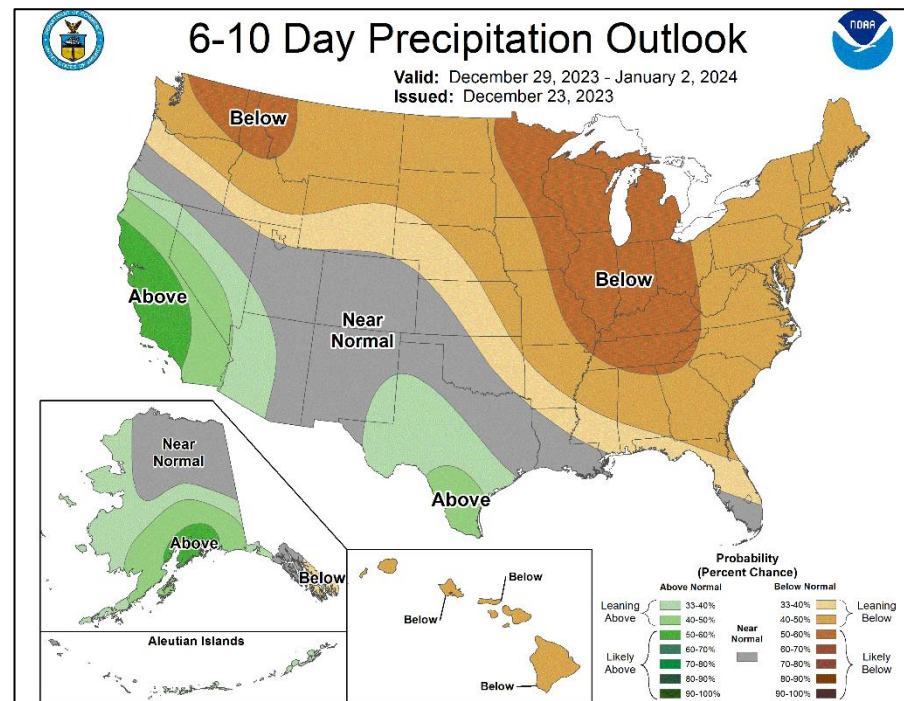 6-10 Day Precipitation Outlook
Valid: December 29, 2023 - January 2, 2024
Issued: December 23, 2023
NOAA
Below
Above
Near
Normal
Below
Above
Near
Normal
Above
Below
Aleutian Islands
Below
Below
Below
Probability
(Percent Chance)
Above Normal
Below Normal
Leaning
Above
33-40%
40-50%
Likely
Above
50-60%
60-70%
70-80%
80-90%
90-100%
Near
Normal
33-40%
40-50%
Leaning
Below
50-60%
60-70%
70-80%
80-90%
90-100%
Likely
Below